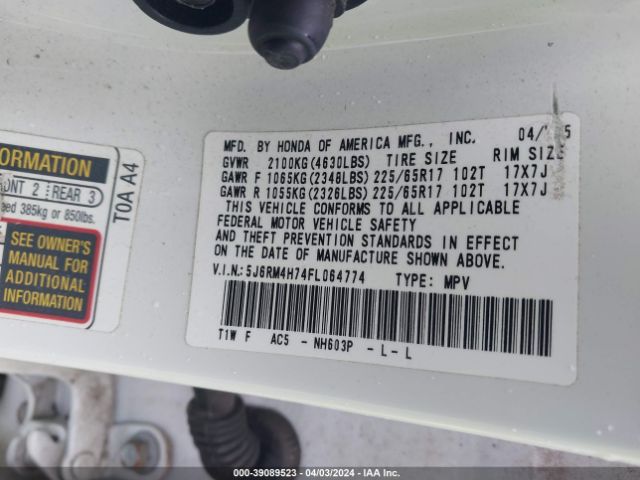 ORMATION
ONT 2 REAR 3
eed 385kg or 850lbs.
SEE OWNER'S
MANUAL FOR
ADDITIONAL
INFORMATION
T0A A4
MFD. BY HONDA OF AMERICA MFG., INC. 04/ 5
GVWR 2100KG(4630LBS) TIRE SIZE RIM SIZE
GAWR F 1065KG(2348LBS) 225/65R17 102T 17X7J
GAWR R 1055KG(2326LBS) 225/65R17 102T 17X7J
THIS VEHICLE CONFORMS TO ALL APPLICABLE
FEDERAL MOTOR VEHICLE SAFETY
AND THEFT PREVENTION STANDARDS IN EFFECT
ON THE DATE OF MANUFACTURE SHOWN ABOVE.
V.I.N.:5J6RM4H74FL064774 TYPE: MPV
T1W F AC5 - NH603P - L- L
000-39089523 - 04/03/2024 - IAA Inc.